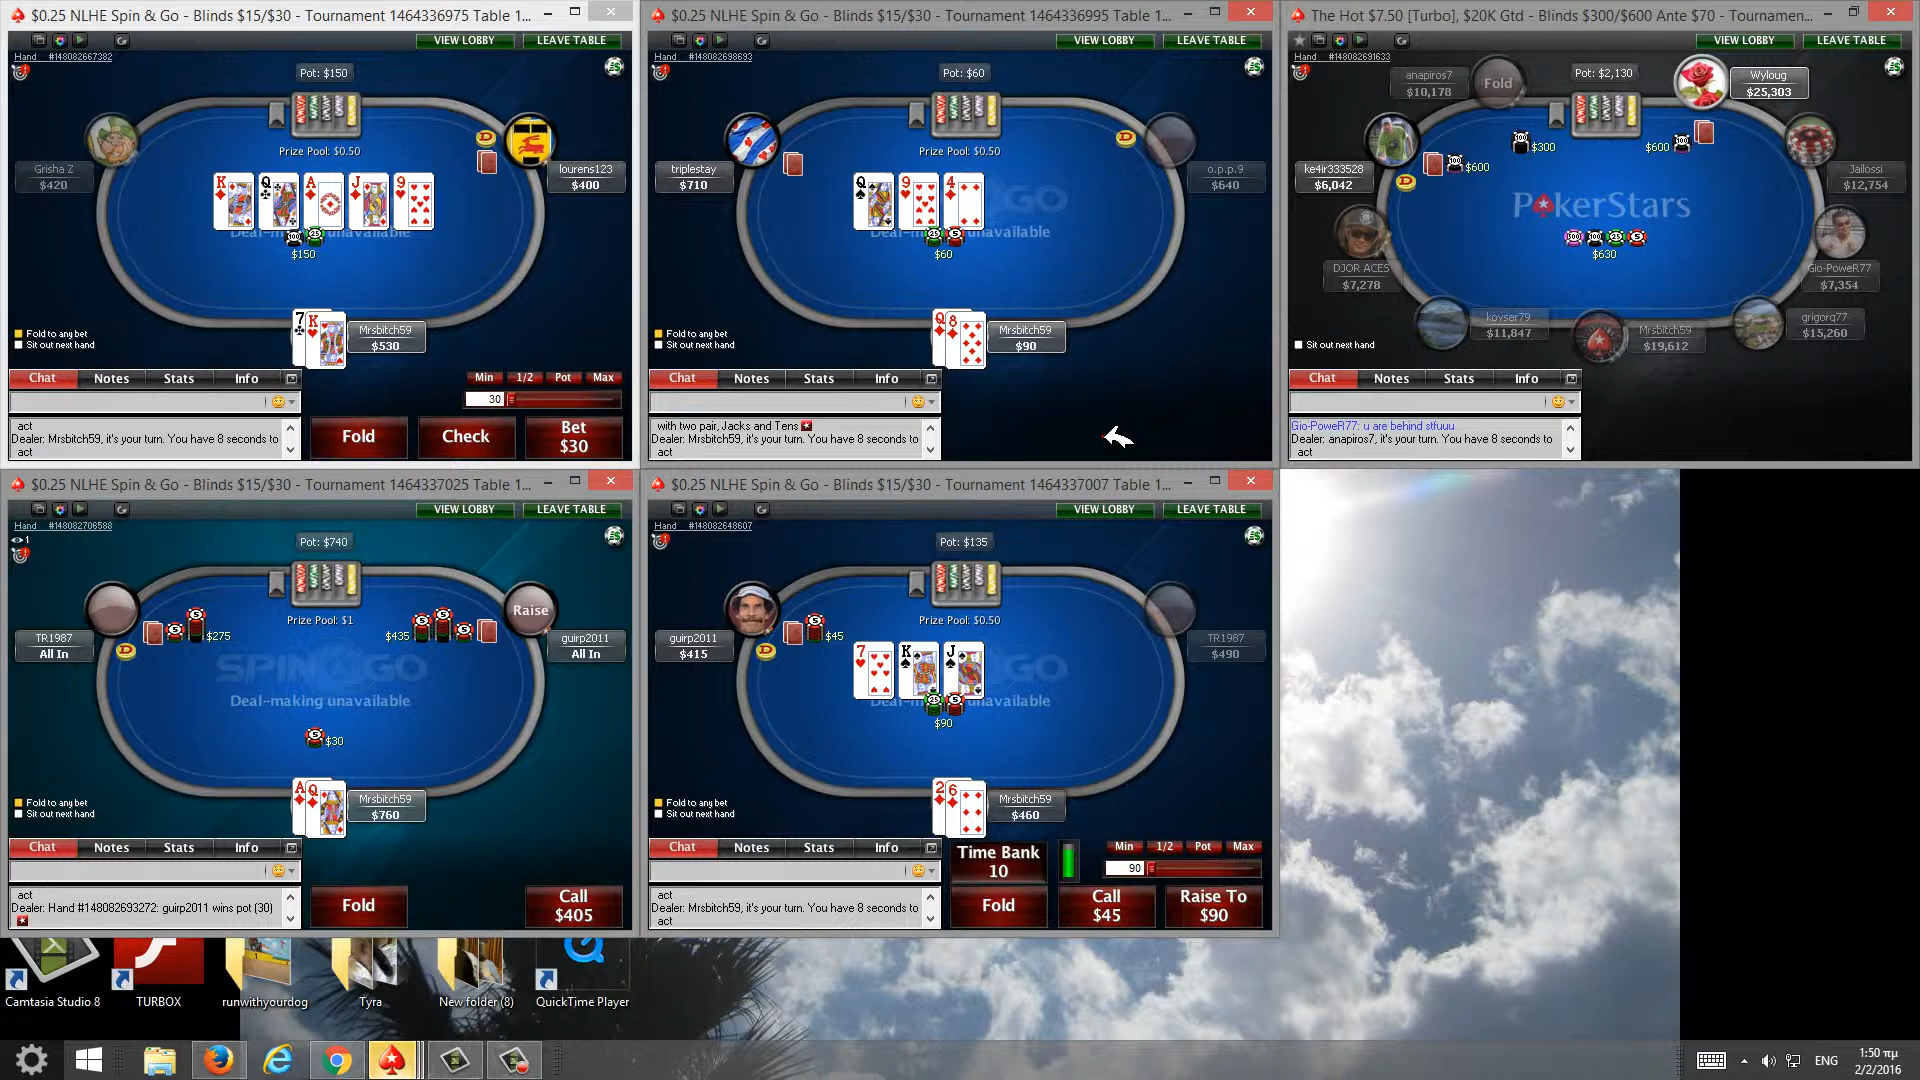 $0.25 NLHE Spin & Go - Blinds $15/$30 - Tournament 1464336975 Table 1...
VIEW LOBBY
LEAVE TABLE
Hand #148082667382
Pot: $150
Prize Pool: $0.50
Grisha Z
$420
lourens123
$400
K Q A J 9
Deal-making unavailable
$150
7 K
Mrsbitch59
$530
Fold to any bet
Sit out next hand
Chat Notes Stats Info
Min 1/2 Pot Max
30
act
Dealer: Mrsbitch59, it's your turn. You have 8 seconds to
act
Fold
Check
Bet
$30
$0.25 NLHE Spin & Go - Blinds $15/$30 - Tournament 1464336995 Table 1...
VIEW LOBBY
LEAVE TABLE
Hand #148082698693
Pot: $60
Prize Pool: $0.50
triplestay
$710
o.p.p.9
$640
Q 9 4
$60
Q 8
Mrsbitch59
$90
Fold to any bet
Sit out next hand
Chat Notes Stats Info
with two pair, Jacks and Tens
Dealer: Mrsbitch59, it's your turn. You have 8 seconds to
act
The Hot $7.50 [Turbo], $20K Gtd - Blinds $300/$600 Ante $70 - Tournamen...
VIEW LOBBY
LEAVE TABLE
Hand #148082691633
Pot: $2,130
anapiros7
$10,178
Fold
Wyloug
$25,303
ke4ir333528
$6,042
$600
$300
$600
Jailossi
$12,754
PokerStars
DJOR ACES
$7,278
$630
Gio-PoweR77
$7,354
kovser79
$11,847
Mrsbitch59
$19,612
grigorq77
$15,260
Sit out next hand
Chat Notes Stats Info
Gio-PoweR77: u are behind stfuuu
Dealer: anapiros7, it's your turn. You have 8 seconds to
act
$0.25 NLHE Spin & Go - Blinds $15/$30 - Tournament 1464337025 Table 1...
VIEW LOBBY
LEAVE TABLE
Hand #148082706588
1
Pot: $740
Prize Pool: $1
TR1987
All In
$275
$435
Raise
guirp2011
All In
SPIN&GO
Deal-making unavailable
$30
A Q
Mrsbitch59
$760
Fold to any bet
Sit out next hand
Chat Notes Stats Info
act
Dealer: Hand #148082693272: guirp2011 wins pot (30)
Fold
Call
$405
$0.25 NLHE Spin & Go - Blinds $15/$30 - Tournament 1464337007 Table 1...
VIEW LOBBY
LEAVE TABLE
Hand #148082648607
Pot: $135
Prize Pool: $0.50
guirp2011
$415
$45
TR1987
$490
7 K J
$90
2 6
Mrsbitch59
$460
Fold to any bet
Sit out next hand
Chat Notes Stats Info
Time Bank
10
Min 1/2 Pot Max
90
act
Dealer: Mrsbitch59, it's your turn. You have 8 seconds to
act
Fold
Call
$45
Raise To
$90
Camtasia Studio 8
TURBOX
runwithyourdog
Tyra
New folder (8)
QuickTime Player
ENG
1:50 πμ
2/2/2016